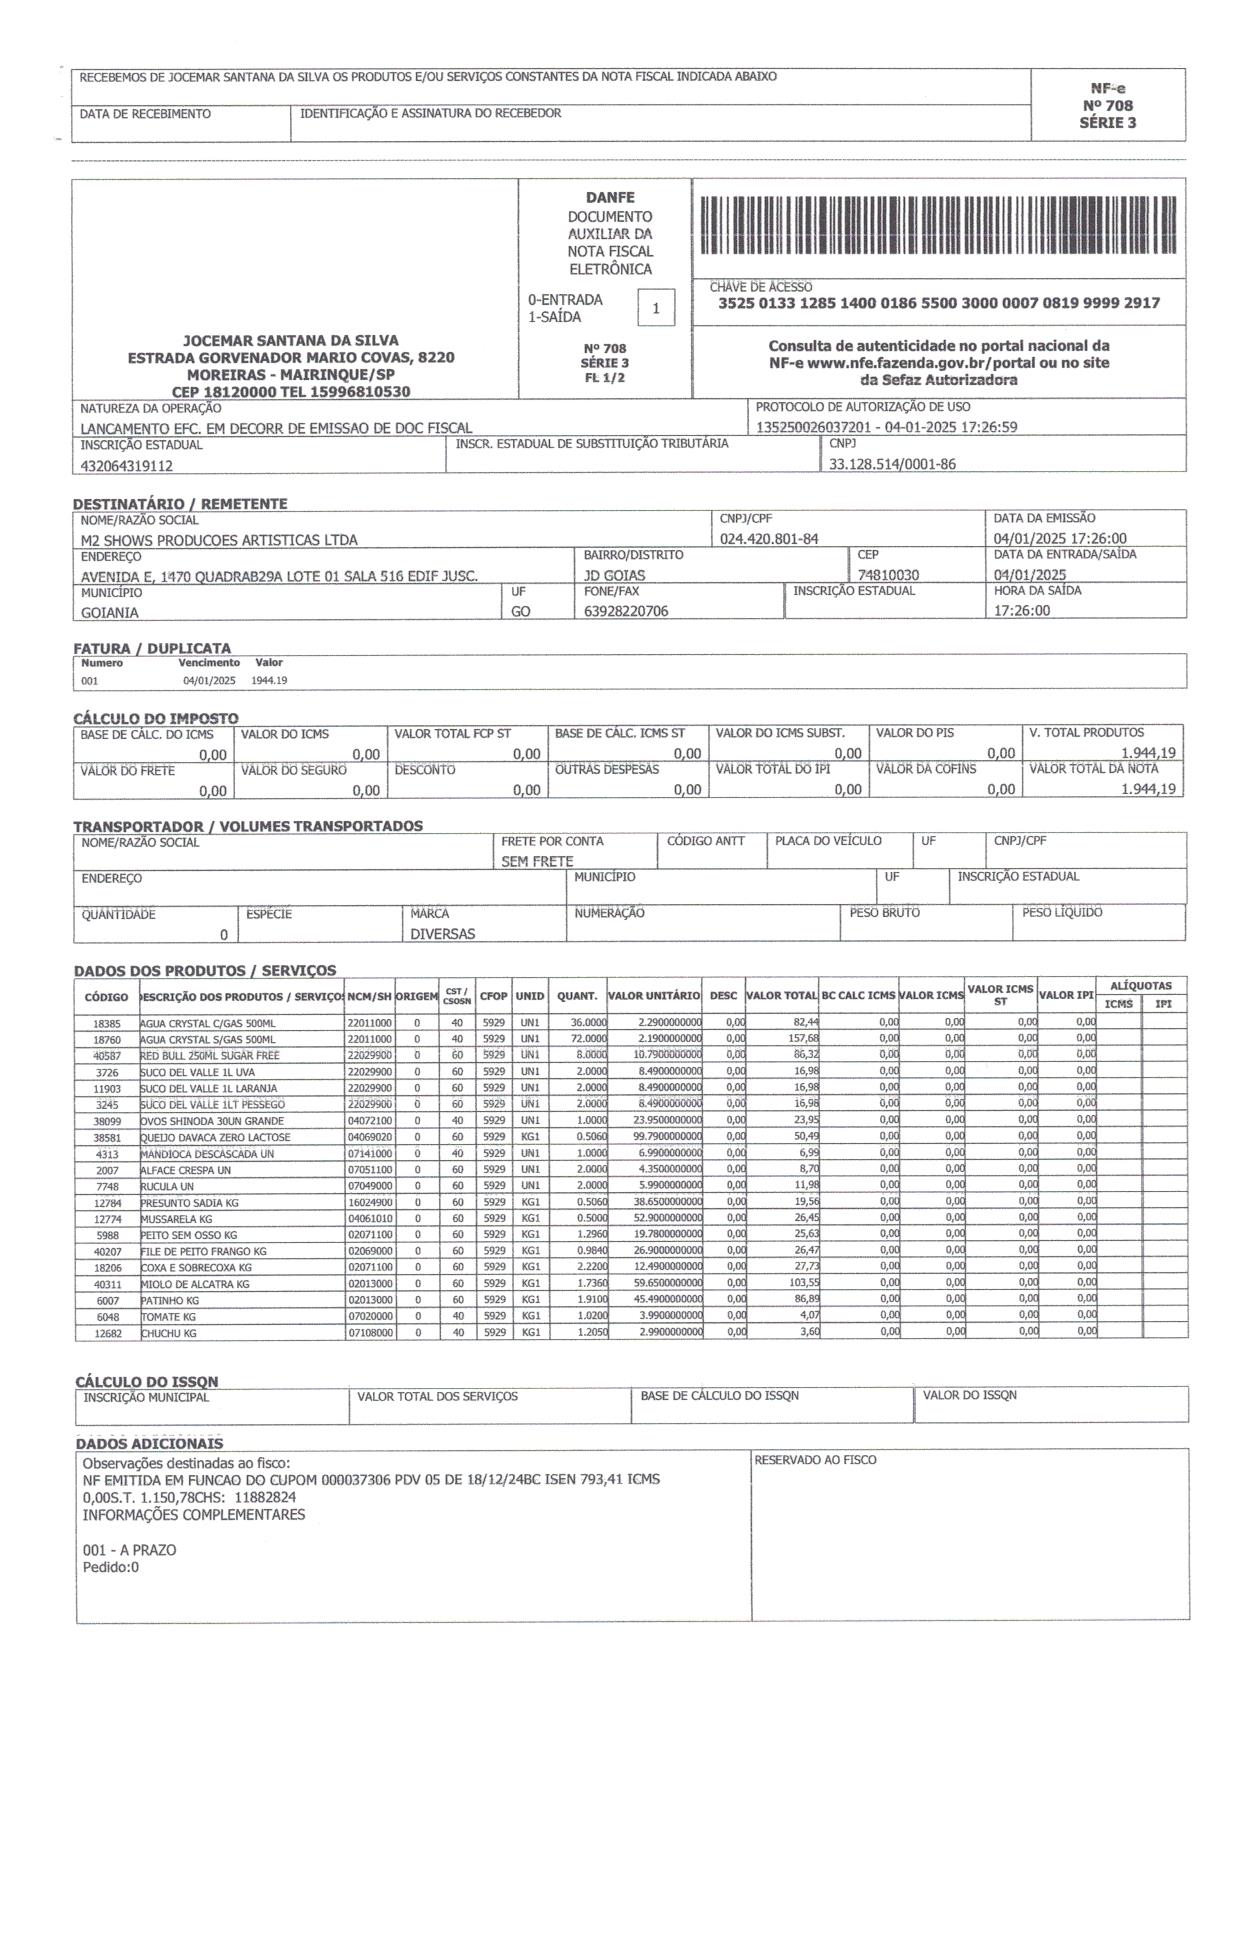 RECEBEMOS DE JOCEMAR SANTANA DA SILVA OS PRODUTOS E/OU SERVIÇOS CONSTANTES DA NOTA FISCAL INDICADA ABAIXO
DATA DE RECEBIMENTO IDENTIFICAÇÃO E ASSINATURA DO RECEBEDOR
NF-e
Nº 708
SÉRIE 3
JOCEMAR SANTANA DA SILVA
ESTRADA GORVENADOR MARIO COVAS, 8220
MOREIRAS - MAIRINQUE/SP
CEP 18120000 TEL 15996810530
DANFE
DOCUMENTO
AUXILIAR DA
NOTA FISCAL
ELETRÔNICA
0-ENTRADA
1-SAÍDA
1
Nº 708
SÉRIE 3
FL 1/2
CHAVE DE ACESSO
3525 0133 1285 1400 0186 5500 3000 0007 0819 9999 2917
Consulta de autenticidade no portal nacional da
NF-e www.nfe.fazenda.gov.br/portal ou no site
da Sefaz Autorizadora
NATUREZA DA OPERAÇÃO PROTOCOLO DE AUTORIZAÇÃO DE USO
LANCAMENTO EFC. EM DECORR DE EMISSAO DE DOC FISCAL 135250026037201 - 04-01-2025 17:26:59
INSCRIÇÃO ESTADUAL INSCR. ESTADUAL DE SUBSTITUIÇÃO TRIBUTÁRIA CNPJ
432064319112 33.128.514/0001-86
DESTINATÁRIO / REMETENTE
NOME/RAZÃO SOCIAL CNPJ/CPF DATA DA EMISSÃO
M2 SHOWS PRODUCOES ARTISTICAS LTDA 024.420.801-84 04/01/2025 17:26:00
ENDEREÇO BAIRRO/DISTRITO CEP DATA DA ENTRADA/SAÍDA
AVENIDA E, 1470 QUADRAB29A LOTE 01 SALA 516 EDIF JUSC. JD GOIAS 74810030 04/01/2025
MUNICÍPIO UF FONE/FAX INSCRIÇÃO ESTADUAL HORA DA SAÍDA
GOIANIA GO 63928220706 17:26:00
FATURA / DUPLICATA
Numero Vencimento Valor
001 04/01/2025 1944.19
CÁLCULO DO IMPOSTO
BASE DE CÁLC. DO ICMS VALOR DO ICMS VALOR TOTAL FCP ST BASE DE CÁLC. ICMS ST VALOR DO ICMS SUBST. VALOR DO PIS V. TOTAL PRODUTOS
0,00 0,00 0,00 0,00 0,00 0,00 1.944,19
VALOR DO FRETE VALOR DO SEGURO DESCONTO OUTRAS DESPESAS VALOR TOTAL DO IPI VALOR DA COFINS VALOR TOTAL DA NOTA
0,00 0,00 0,00 0,00 0,00 0,00 1.944,19
TRANSPORTADOR / VOLUMES TRANSPORTADOS
NOME/RAZÃO SOCIAL FRETE POR CONTA CÓDIGO ANTT PLACA DO VEÍCULO UF CNPJ/CPF
SEM FRETE
ENDEREÇO MUNICÍPIO UF INSCRIÇÃO ESTADUAL
QUANTIDADE ESPÉCIE MARCA NUMERAÇÃO PESO BRUTO PESO LÍQUIDO
0 DIVERSAS
DADOS DOS PRODUTOS / SERVIÇOS
CÓDIGO DESCRIÇÃO DOS PRODUTOS / SERVIÇOS NCM/SH ORIGEM CST / CSOSN CFOP UNID QUANT. VALOR UNITÁRIO DESC VALOR TOTAL BC CALC ICMS VALOR ICMS VALOR ICMS ST VALOR IPI ALÍQUOTAS ICMS IPI
18385 AGUA CRYSTAL C/GAS 500ML 22011000 0 40 5929 UN1 36.0000 2.2900000000 0,00 82,44 0,00 0,00 0,00 0,00
18760 AGUA CRYSTAL S/GAS 500ML 22011000 0 40 5929 UN1 72.0000 2.1900000000 0,00 157,68 0,00 0,00 0,00 0,00
40587 RED BULL 250ML SUGAR FREE 22029900 0 60 5929 UN1 8.0000 10.7900000000 0,00 86,32 0,00 0,00 0,00 0,00
3726 SUCO DEL VALLE 1L UVA 22029900 0 60 5929 UN1 2.0000 8.4900000000 0,00 16,98 0,00 0,00 0,00 0,00
11903 SUCO DEL VALLE 1L LARANJA 22029900 0 60 5929 UN1 2.0000 8.4900000000 0,00 16,98 0,00 0,00 0,00 0,00
3245 SUCO DEL VALLE 1LT PESSEGO 22029900 0 60 5929 UN1 2.0000 8.4900000000 0,00 16,98 0,00 0,00 0,00 0,00
38099 OVOS SHINODA 30UN GRANDE 04072100 0 40 5929 UN1 1.0000 23.9500000000 0,00 23,95 0,00 0,00 0,00 0,00
38581 QUEIJO DAVACA ZERO LACTOSE 04069020 0 60 5929 KG1 0.5060 99.7900000000 0,00 50,49 0,00 0,00 0,00 0,00
4313 MANDIOCA DESCASCADA UN 07141000 0 40 5929 UN1 1.0000 6.9900000000 0,00 6,99 0,00 0,00 0,00 0,00
2007 ALFACE CRESPA UN 07051100 0 60 5929 UN1 2.0000 4.3500000000 0,00 8,70 0,00 0,00 0,00 0,00
7748 RUCULA UN 07049000 0 60 5929 UN1 2.0000 5.9900000000 0,00 11,98 0,00 0,00 0,00 0,00
12784 PRESUNTO SADIA KG 16024900 0 60 5929 KG1 0.5060 38.6500000000 0,00 19,56 0,00 0,00 0,00 0,00
12774 MUSSARELA KG 04061010 0 60 5929 KG1 0.5000 52.9000000000 0,00 26,45 0,00 0,00 0,00 0,00
5988 PEITO SEM OSSO KG 02071100 0 60 5929 KG1 1.2960 19.7800000000 0,00 25,63 0,00 0,00 0,00 0,00
40207 FILE DE PEITO FRANGO KG 02069000 0 60 5929 KG1 0.9840 26.9000000000 0,00 26,47 0,00 0,00 0,00 0,00
18206 COXA E SOBRECOXA KG 02071100 0 60 5929 KG1 2.2200 12.4900000000 0,00 27,73 0,00 0,00 0,00 0,00
40311 MIOLO DE ALCATRA KG 02013000 0 60 5929 KG1 1.7360 59.6500000000 0,00 103,55 0,00 0,00 0,00 0,00
6007 PATINHO KG 02013000 0 60 5929 KG1 1.9100 45.4900000000 0,00 86,89 0,00 0,00 0,00 0,00
6048 TOMATE KG 07020000 0 40 5929 KG1 1.0200 3.9900000000 0,00 4,07 0,00 0,00 0,00 0,00
12682 CHUCHU KG 07108000 0 40 5929 KG1 1.2050 2.9900000000 0,00 3,60 0,00 0,00 0,00 0,00
CÁLCULO DO ISSQN
INSCRIÇÃO MUNICIPAL VALOR TOTAL DOS SERVIÇOS BASE DE CÁLCULO DO ISSQN VALOR DO ISSQN
DADOS ADICIONAIS
Observações destinadas ao fisco: RESERVADO AO FISCO
NF EMITIDA EM FUNCAO DO CUPOM 000037306 PDV 05 DE 18/12/24BC ISEN 793,41 ICMS
0,00S.T. 1.150,78CHS: 11882824
INFORMAÇÕES COMPLEMENTARES
001 - A PRAZO
Pedido:0